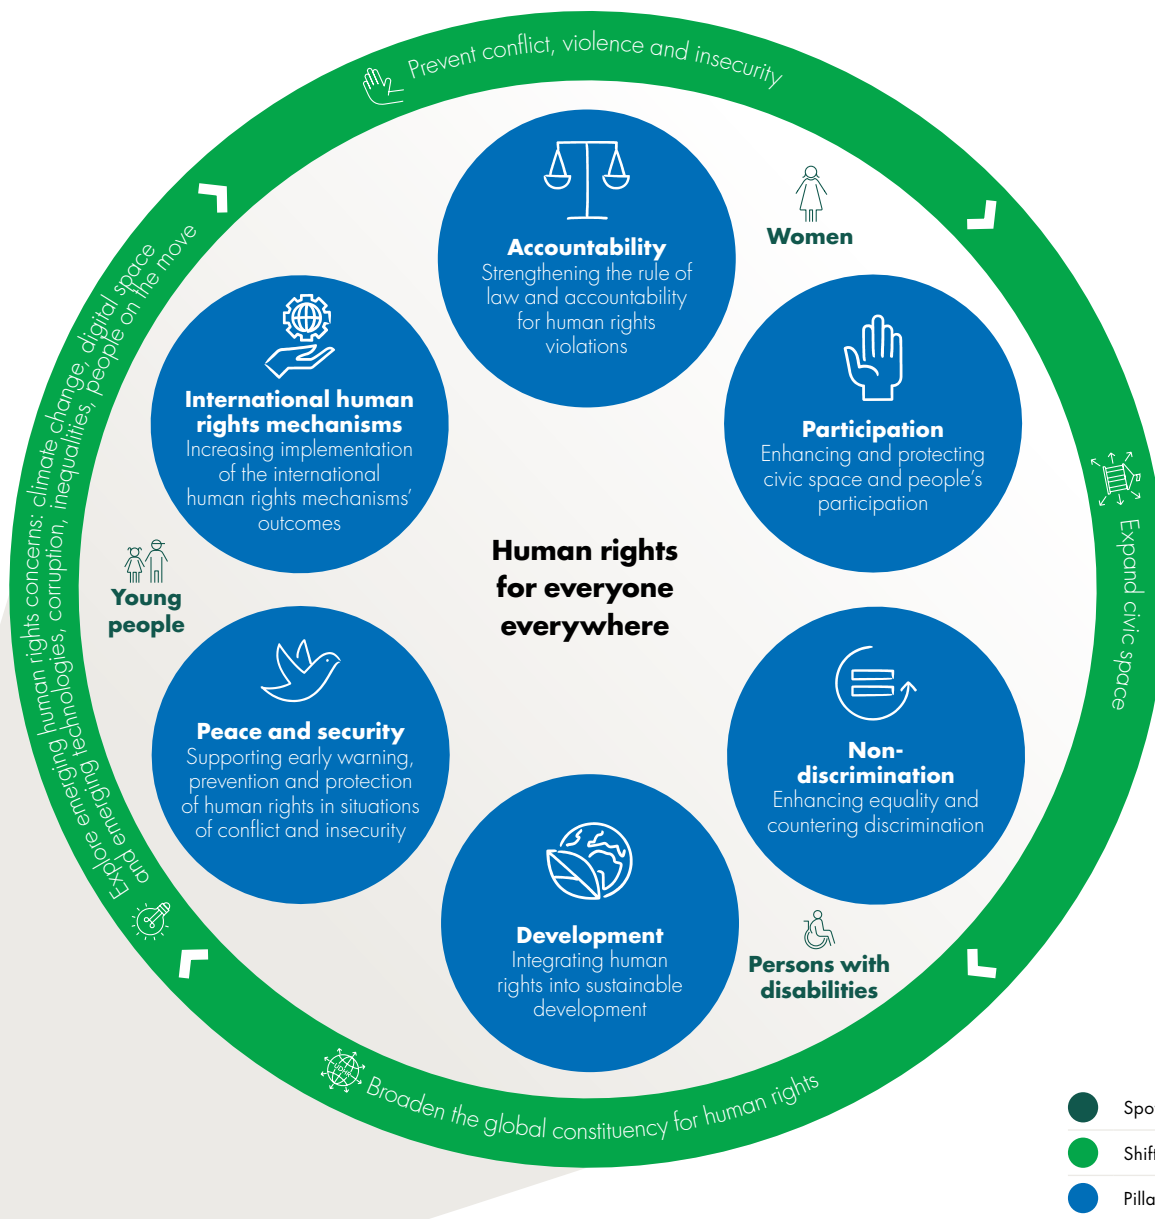 Prevent conflict, violence and insecurity
Accountability
Strengthening the rule of
law and accountability
for human rights
violations
Women
International human
rights mechanisms
Increasing implementation
of the international
human rights mechanisms’
outcomes
Participation
Enhancing and protecting
civic space and people’s
participation
Expand civic space
Explore emerging human rights concerns: climate change, digital space
and emerging technologies, corruption, inequalities, people on the move
Human rights
for everyone
everywhere
Young
people
Peace and security
Supporting early warning,
prevention and protection
of human rights in situations
of conflict and insecurity
Non-
discrimination
Enhancing equality and
countering discrimination
Development
Integrating human
rights into sustainable
development
Persons with
disabilities
UDHR
Broaden the global constituency for human rights
Spo
Shift
Pilla